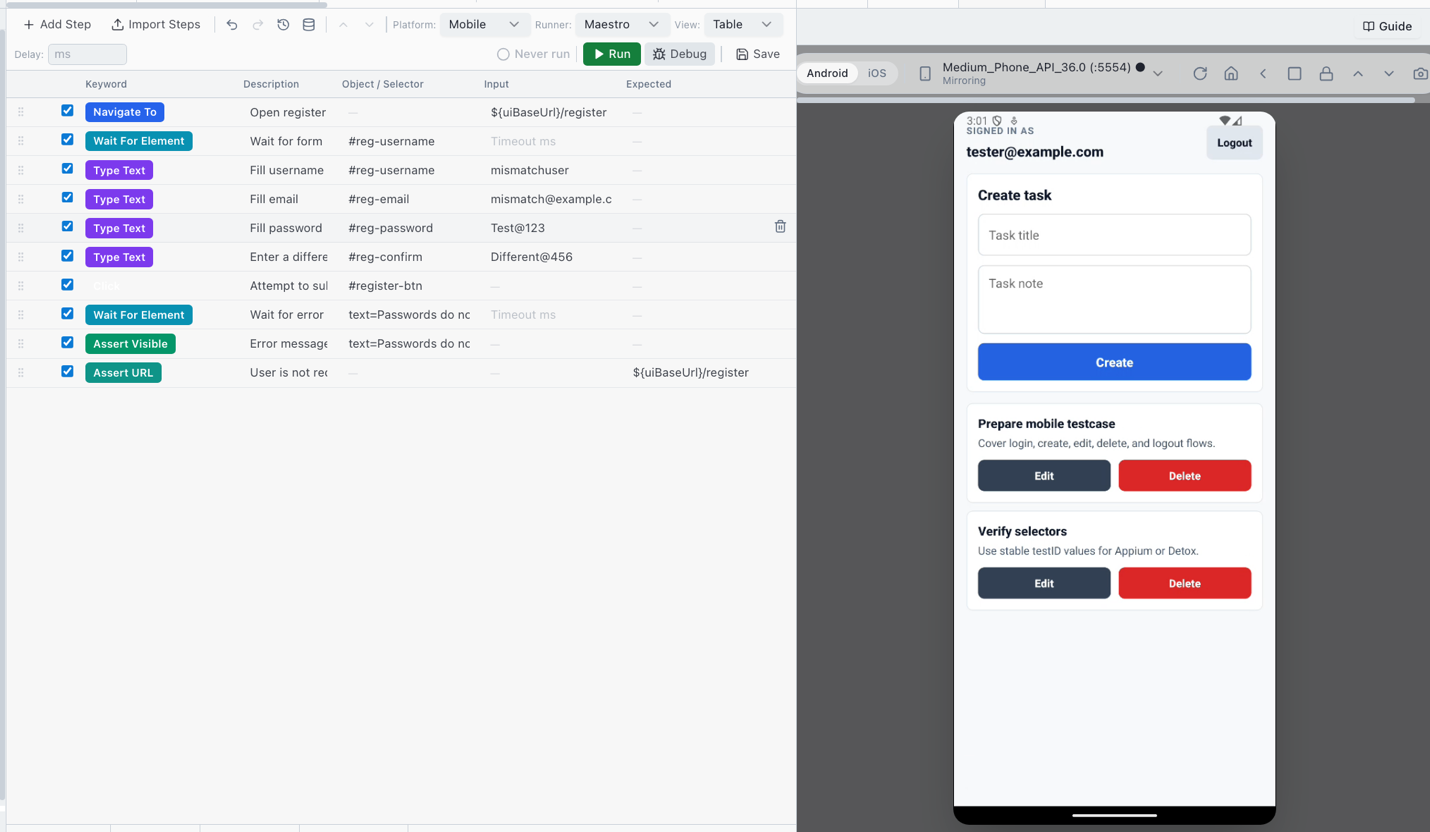 Add Step
Import Steps
Platform:
Mobile
Runner:
Maestro
View:
Table
Delay:
ms
Never run
Run
Debug
Save
Keyword Description Object / Selector Input Expected
Navigate To Open register — ${uiBaseUrl}/register —
Wait For Element Wait for form #reg-username Timeout ms —
Type Text Fill username #reg-username mismatchuser —
Type Text Fill email #reg-email mismatch@example.c —
Type Text Fill password #reg-password Test@123 —
Type Text Enter a differe #reg-confirm Different@456 —
Click Attempt to sul #register-btn — —
Wait For Element Wait for error text=Passwords do nc Timeout ms —
Assert Visible Error message text=Passwords do nc — —
Assert URL User is not rec — — ${uiBaseUrl}/register
Guide
Android
iOS
Medium_Phone_API_36.0 (:5554)
Mirroring
3:01
SIGNED IN AS
tester@example.com
Logout
Create task
Task title
Task note
Create
Prepare mobile testcase
Cover login, create, edit, delete, and logout flows.
Edit
Delete
Verify selectors
Use stable testID values for Appium or Detox.
Edit
Delete